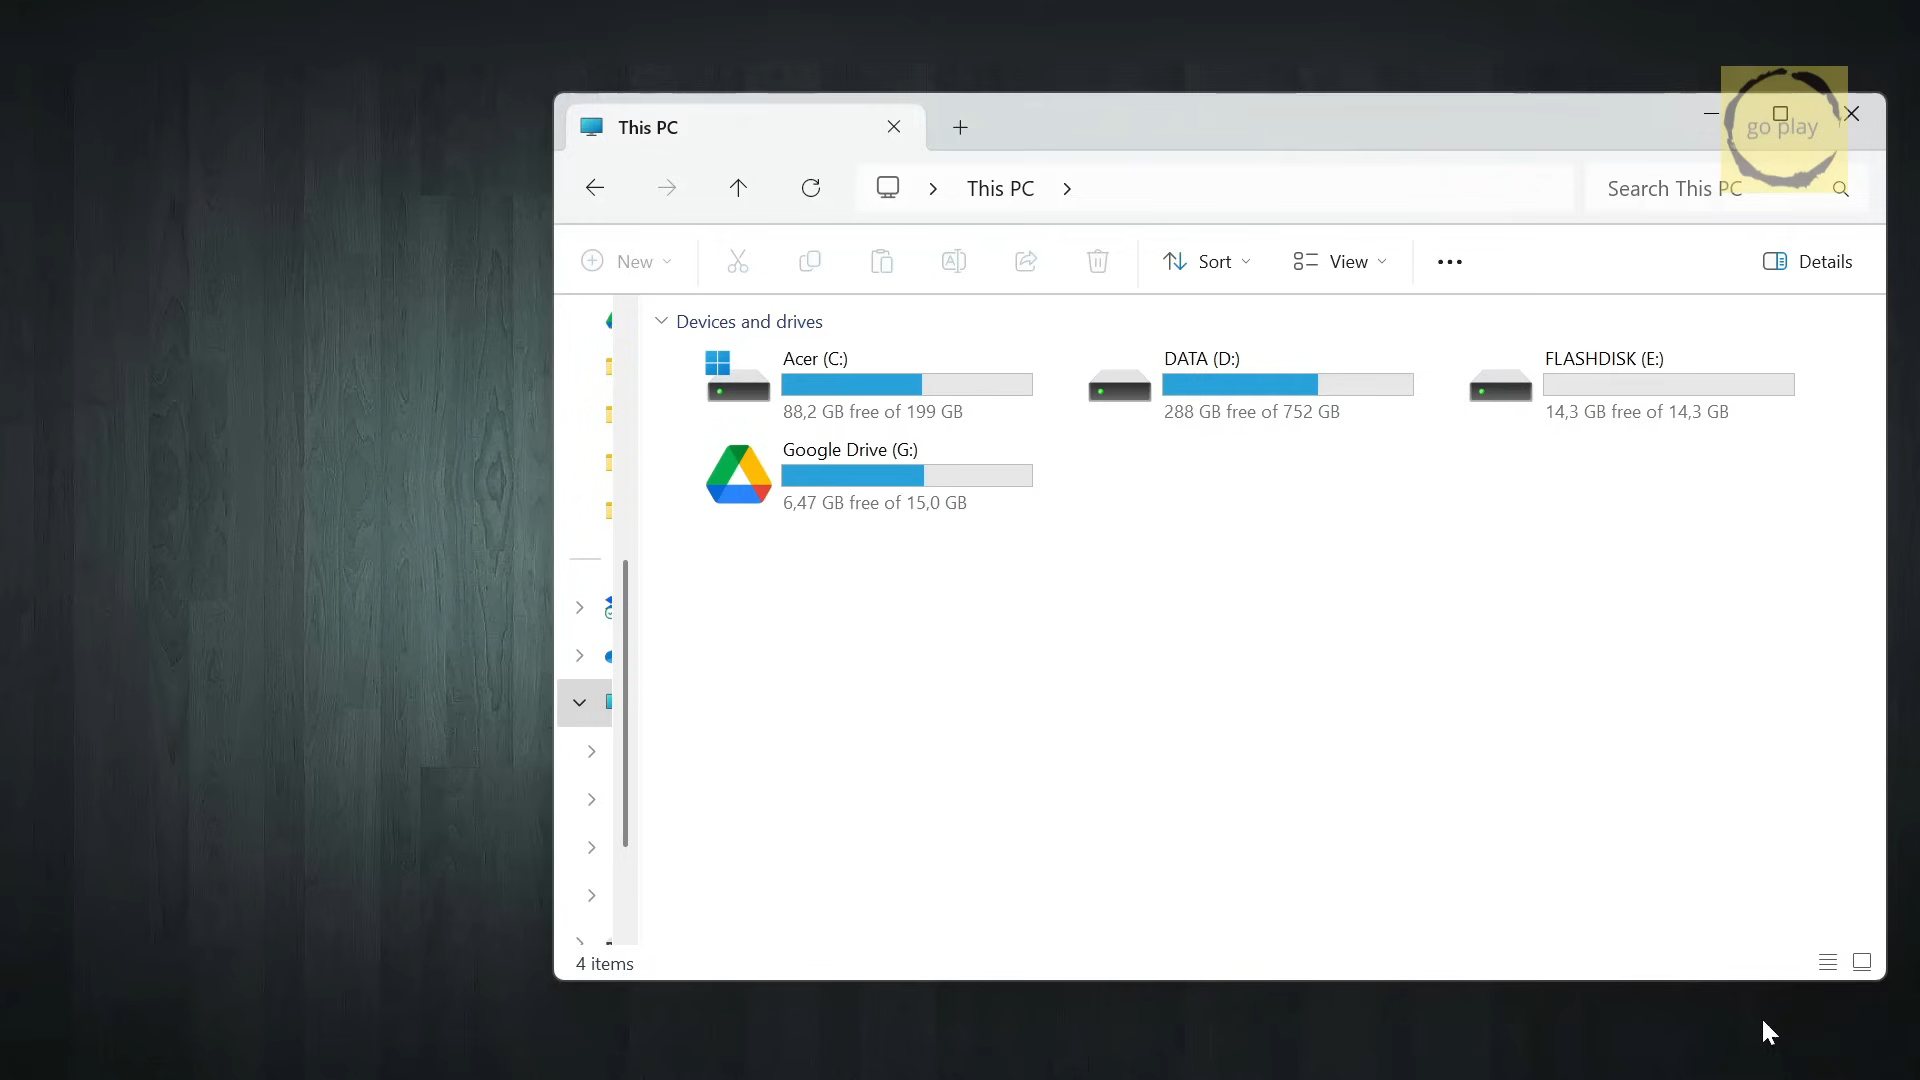 This PC
go play
This PC
Search This PC
New
Sort
View
Details
Devices and drives
Acer (C:)
88,2 GB free of 199 GB
DATA (D:)
288 GB free of 752 GB
FLASHDISK (E:)
14,3 GB free of 14,3 GB
Google Drive (G:)
6,47 GB free of 15,0 GB
4 items